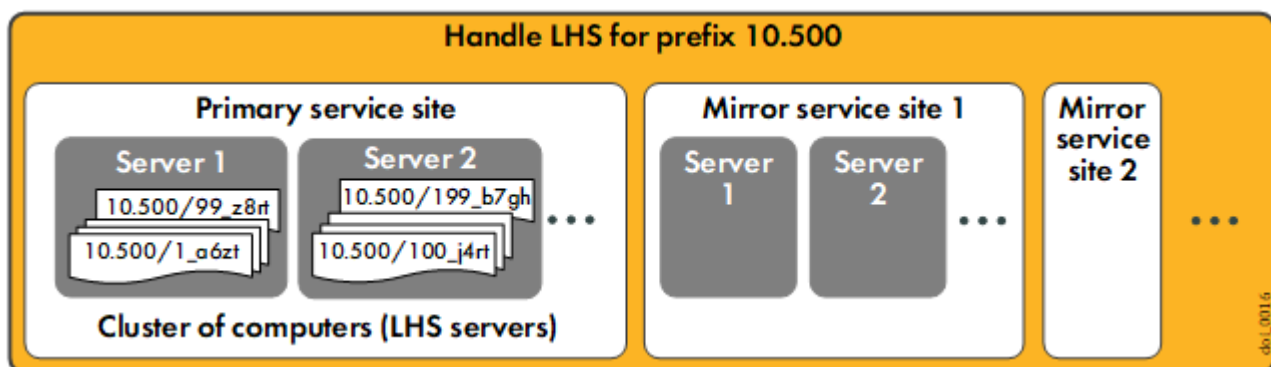 Handle LHS for prefix 10.500
Primary service site
Server 1
10.500/99_z8rt
10.500/1_a6zt
Server 2
10.500/199_b7gh
10.500/100_j4rt
...
Cluster of computers (LHS servers)
Mirror service site 1
Server
1
Server
2
...
Mirror
service
site 2
...
doi_0016